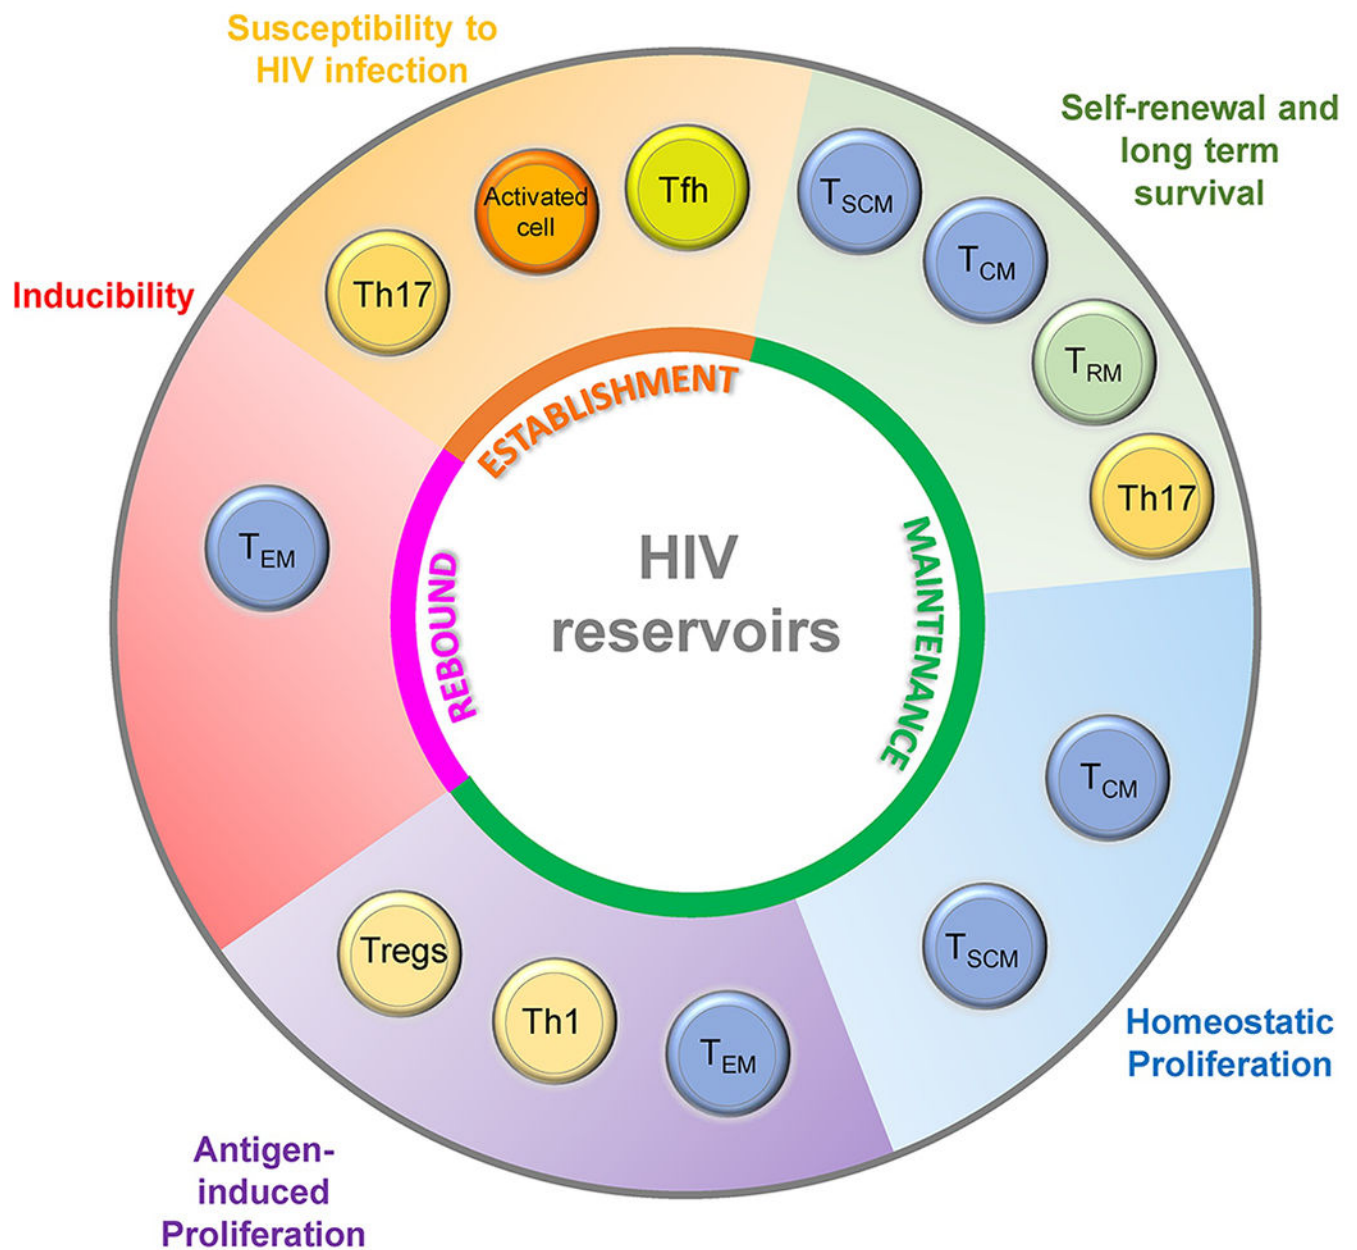 Susceptibility to
HIV infection
Self-renewal and
long term
survival
Inducibility
Th17
Activated
cell
Tfh
TSCM
TCM
TRM
Th17
TEM
ESTABLISHMENT
MAINTENANCE
REBOUND
HIV
reservoirs
TCM
TSCM
Tregs
Th1
TEM
Homeostatic
Proliferation
Antigen-
induced
Proliferation